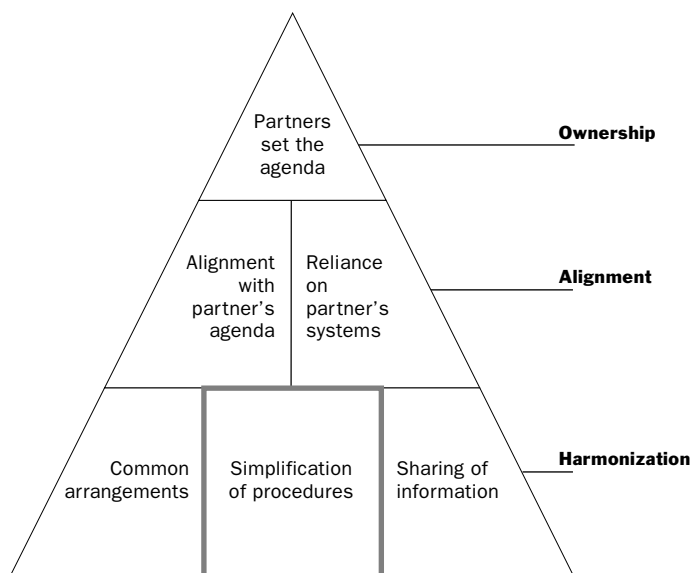 Partners
set the
agenda
Ownership
Alignment
with
partner's
agenda
Reliance
on
partner's
systems
Alignment
Common
arrangements
Simplification
of procedures
Sharing of
information
Harmonization